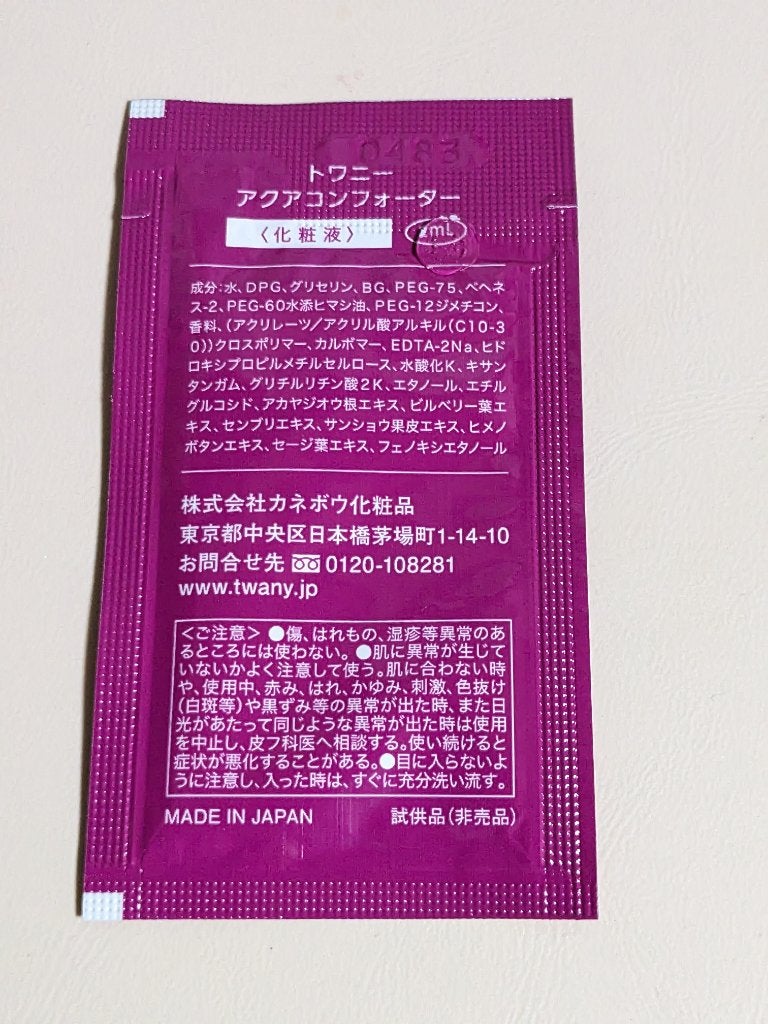 0483
トワニー
アクアコンフォーター
〈化粧液〉 2mL
成分:水、DPG、グリセリン、BG、PEG-75、ベヘネ
ス-2、PEG-60水添ヒマシ油、PEG-12ジメチコン、
香料、(アクリレーツ/アクリル酸アルキル(C10-3
0))クロスポリマー、カルボマー、EDTA-2Na、ヒド
ロキシプロピルメチルセルロース、水酸化K、キサン
タンガム、グリチルリチン酸2K、エタノール、エチル
グルコシド、アカヤジオウ根エキス、ビルベリー葉エ
キス、センブリエキス、サンショウ果皮エキス、ヒメノ
ボタンエキス、セージ葉エキス、フェノキシエタノール
株式会社カネボウ化粧品
東京都中央区日本橋茅場町1-14-10
お問合せ先 0120-108281
www.twany.jp
<ご注意> ●傷、はれもの、湿疹等異常のあ
るところには使わない。 ●肌に異常が生じて
いないかよく注意して使う。肌に合わない時
や、使用中、赤み、はれ、かゆみ、刺激、色抜け
(白斑等)や黒ずみ等の異常が出た時、また日
光があたって同じような異常が出た時は使用
を中止し、皮フ科医へ相談する。使い続けると
症状が悪化することがある。●目に入らないよ
うに注意し、入った時は、すぐに充分洗い流す。
MADE IN JAPAN 試供品(非売品)